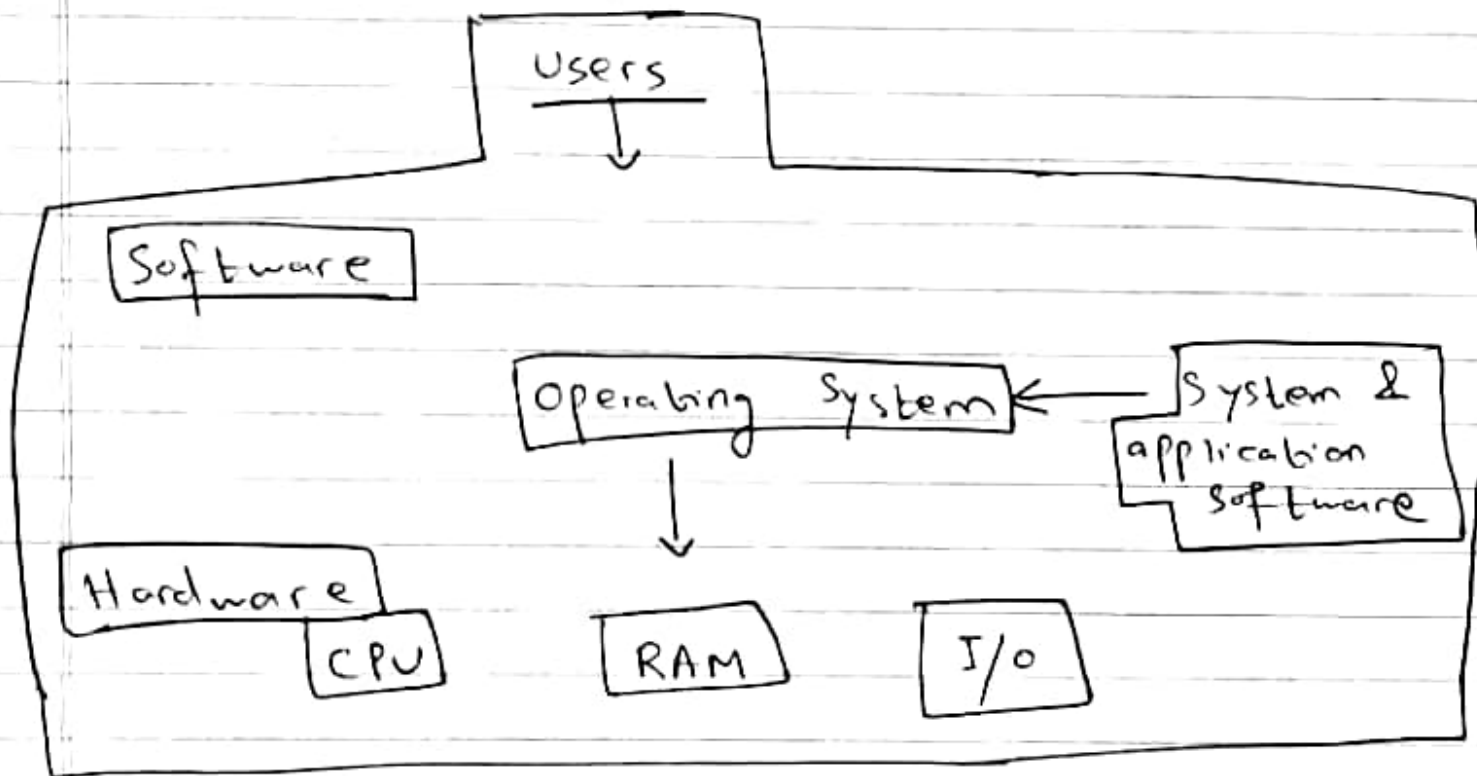 Users
Software
Operating System
System &
application
software
Hardware
CPU
RAM
I/O